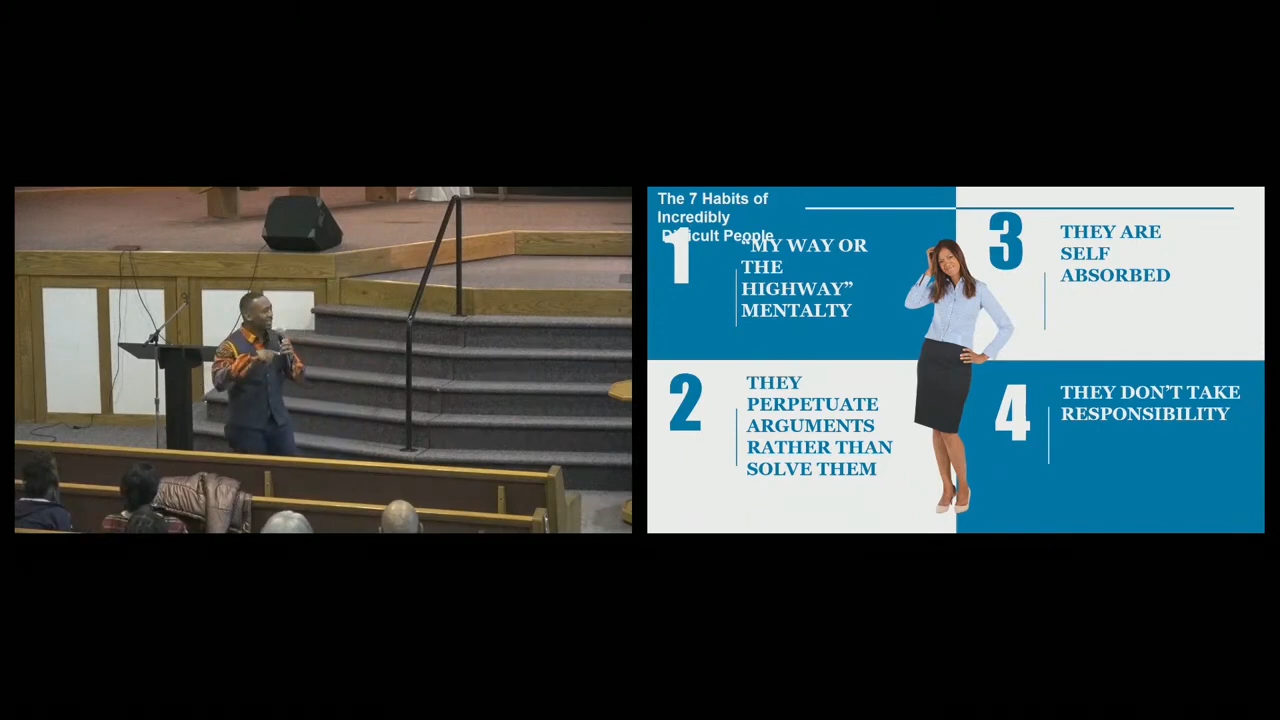 The 7 Habits of
Incredibly
Difficult People
1
“MY WAY OR
THE
HIGHWAY”
MENTALTY
2
THEY
PERPETUATE
ARGUMENTS
RATHER THAN
SOLVE THEM
3
THEY ARE
SELF
ABSORBED
4
THEY DON’T TAKE
RESPONSIBILITY